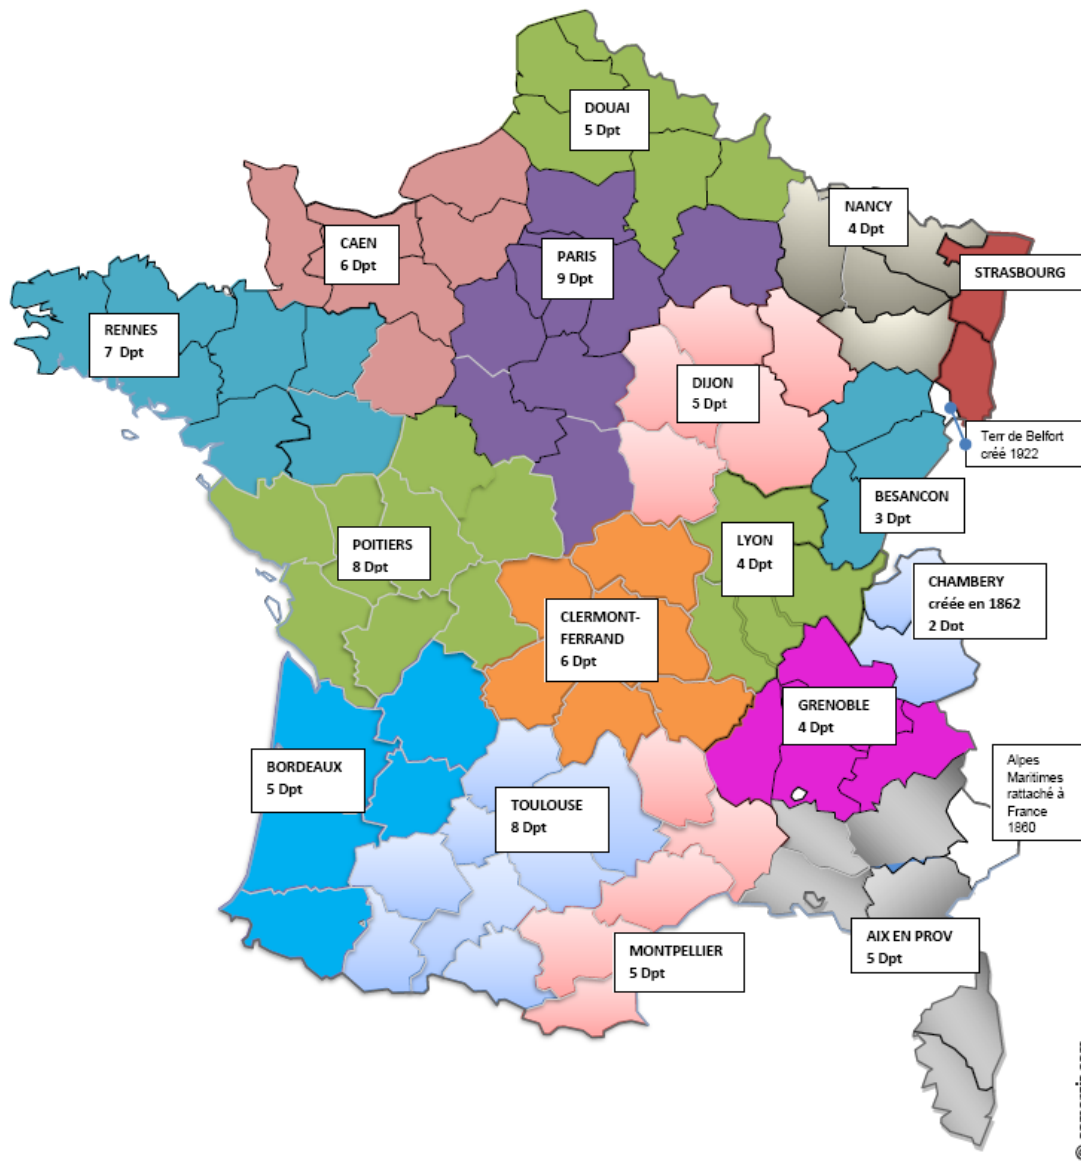 DOUAI
5 Dpt
NANCY
4 Dpt
CAEN
6 Dpt
PARIS
9 Dpt
STRASBOURG
RENNES
7 Dpt
DIJON
5 Dpt
Terr de Belfort
créé 1922
BESANCON
3 Dpt
POITIERS
8 Dpt
LYON
4 Dpt
CHAMBERY
créée en 1862
2 Dpt
CLERMONT-
FERRAND
6 Dpt
GRENOBLE
4 Dpt
BORDEAUX
5 Dpt
Alpes
Maritimes
rattaché à
France
1860
TOULOUSE
8 Dpt
AIX EN PROV
5 Dpt
MONTPELLIER
5 Dpt